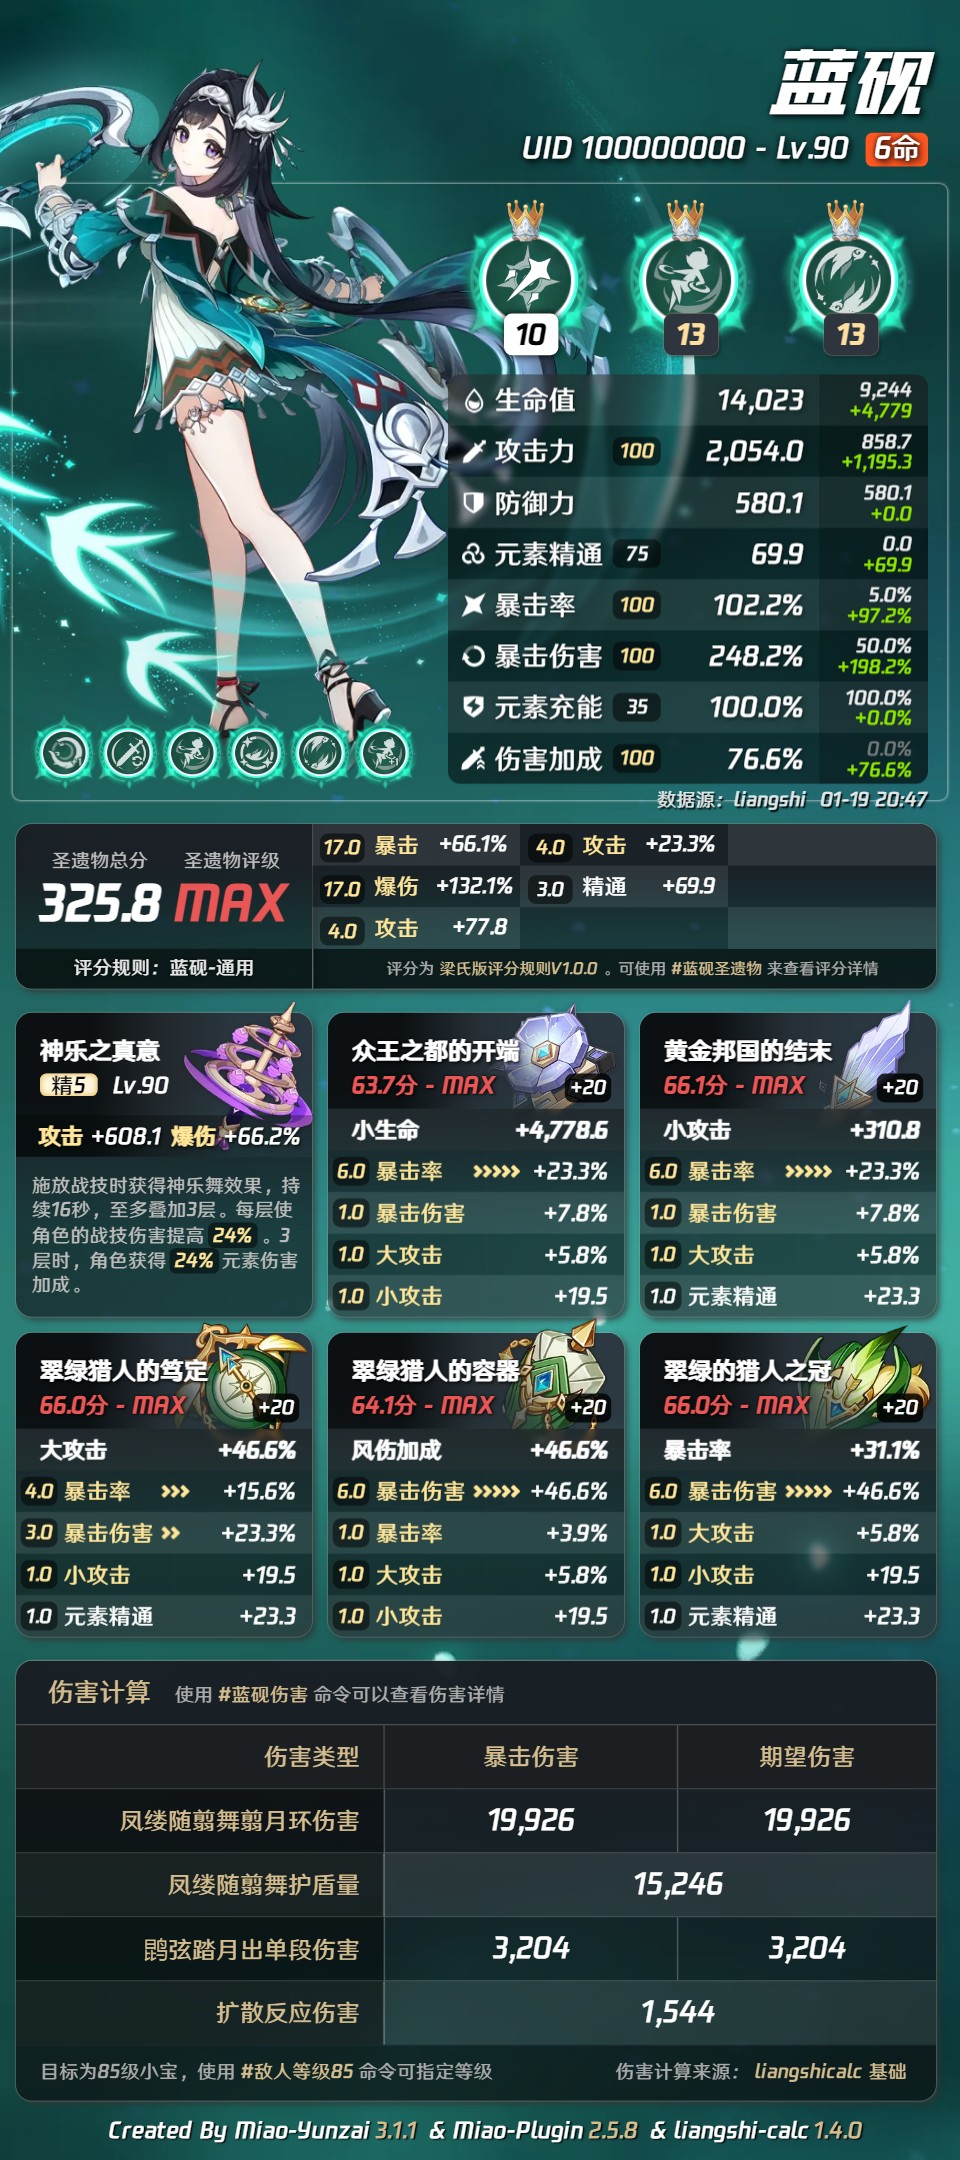 蓝砚
UID 100000000 - Lv.90 6命
10 13 13
生命值 14,023 9,244 +4,779
攻击力 100 2,054.0 858.7 +1,195.3
防御力 580.1 580.1 +0.0
元素精通 75 69.9 0.0 +69.9
暴击率 100 102.2% 5.0% +97.2%
暴击伤害 100 248.2% 50.0% +198.2%
元素充能 35 100.0% 100.0% +0.0%
伤害加成 100 76.6% 0.0% +76.6%
数据源：liangshi 01-19 20:47
圣遗物总分 圣遗物评级
325.8 MAX
17.0 暴击 +66.1% 4.0 攻击 +23.3%
17.0 爆伤 +132.1% 3.0 精通 +69.9
4.0 攻击 +77.8
评分规则：蓝砚-通用
评分为 梁氏版评分规则V1.0.0 。可使用 #蓝砚圣遗物 来查看评分详情
神乐之真意
精5 Lv.90
攻击 +608.1 爆伤 +66.2%
施放战技时获得神乐舞效果，持
续16秒，至多叠加3层。每层使
角色的战技伤害提高 24% 。3
层时，角色获得 24% 元素伤害
加成。
众王之都的开端
63.7分 - MAX +20
小生命 +4,778.6
6.0 暴击率 +23.3%
1.0 暴击伤害 +7.8%
1.0 大攻击 +5.8%
1.0 小攻击 +19.5
黄金邦国的结末
66.1分 - MAX +20
小攻击 +310.8
6.0 暴击率 +23.3%
1.0 暴击伤害 +7.8%
1.0 大攻击 +5.8%
1.0 元素精通 +23.3
翠绿猎人的笃定
66.0分 - MAX +20
大攻击 +46.6%
4.0 暴击率 +15.6%
3.0 暴击伤害 +23.3%
1.0 小攻击 +19.5
1.0 元素精通 +23.3
翠绿猎人的容器
64.1分 - MAX +20
风伤加成 +46.6%
6.0 暴击伤害 +46.6%
1.0 暴击率 +3.9%
1.0 大攻击 +5.8%
1.0 小攻击 +19.5
翠绿的猎人之冠
66.0分 - MAX +20
暴击率 +31.1%
6.0 暴击伤害 +46.6%
1.0 大攻击 +5.8%
1.0 小攻击 +19.5
1.0 元素精通 +23.3
伤害计算 使用 #蓝砚伤害 命令可以查看伤害详情
伤害类型 暴击伤害 期望伤害
凤缕随翦舞翦月环伤害 19,926 19,926
凤缕随翦舞护盾量 15,246
鹍弦踏月出单段伤害 3,204 3,204
扩散反应伤害 1,544
目标为85级小宝，使用 #敌人等级85 命令可指定等级
伤害计算来源： liangshicalc 基础
Created By Miao-Yunzai 3.1.1 & Miao-Plugin 2.5.8 & liangshi-calc 1.4.0